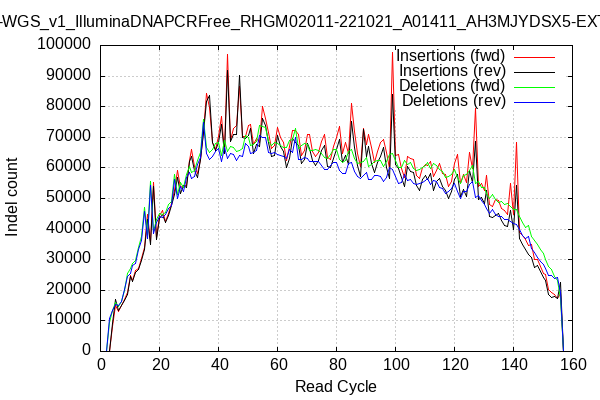 -WGS_v1_IlluminaDNAPCRFree_RHGM02011-221021_A01411_AH3MJYDSX5-EXT
Insertions (fwd)
Insertions (rev)
Deletions (fwd)
Deletions (rev)
Indel count
100000
90000
80000
70000
60000
50000
40000
30000
20000
10000
0
0 20 40 60 80 100 120 140 160
Read Cycle